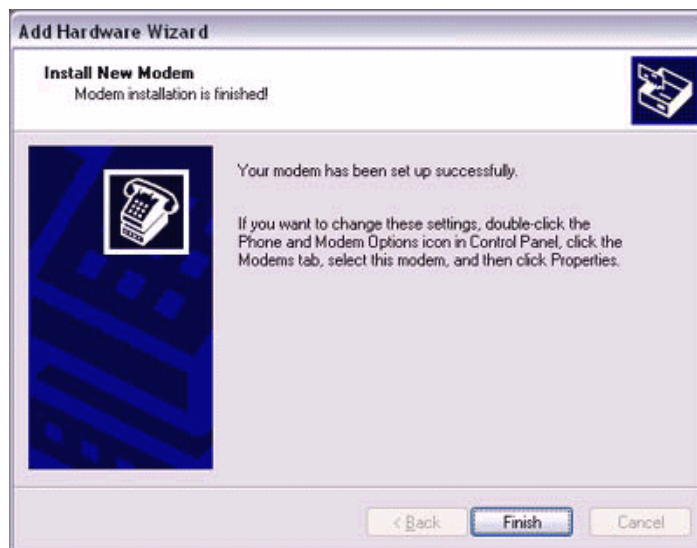 Add Hardware Wizard
Install New Modem
Modem installation is finished!
Your modem has been set up successfully.
If you want to change these settings, double-click the
Phone and Modem Options icon in Control Panel, click the
Modems tab, select this modem, and then click Properties.
< Back Finish Cancel